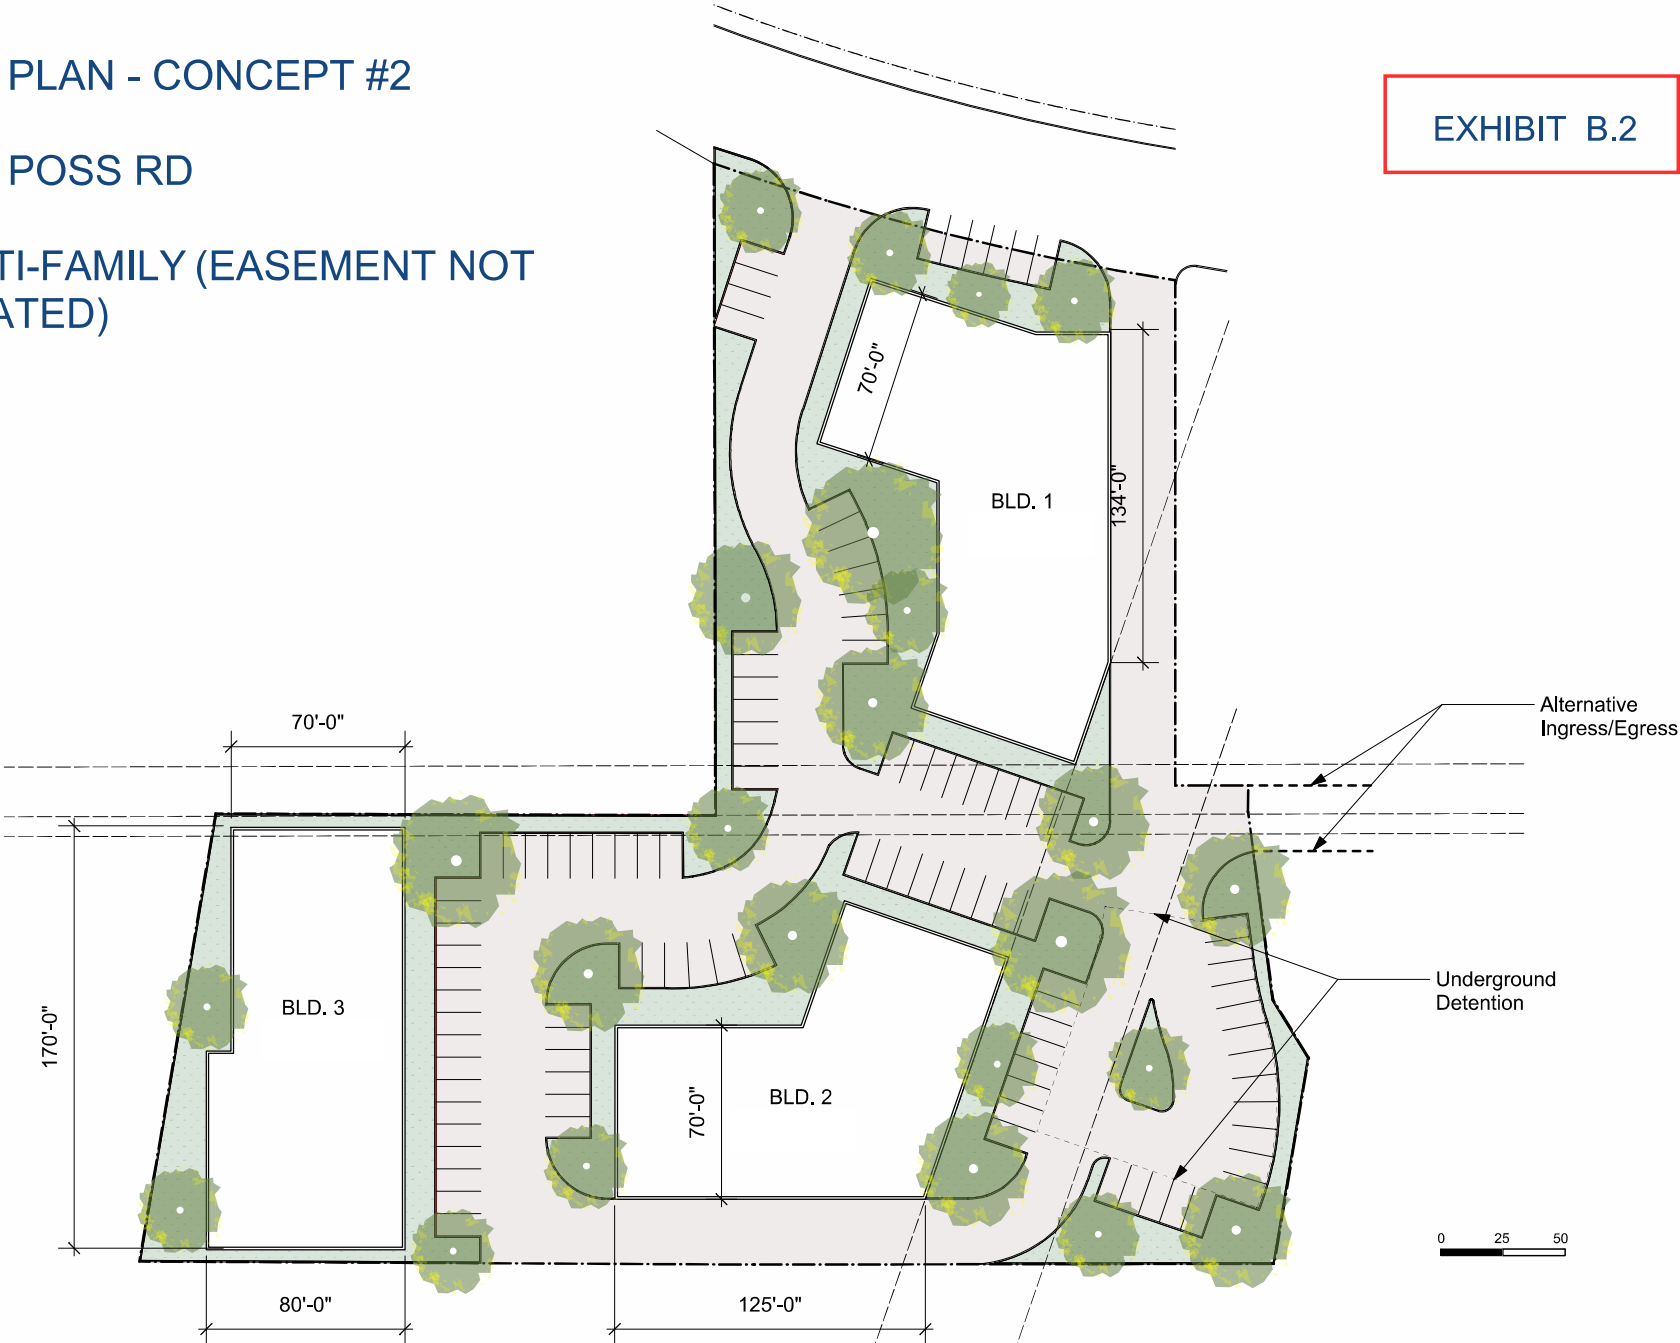 PLAN - CONCEPT #2
EXHIBIT B.2
POSS RD
TI-FAMILY (EASEMENT NOT
ATED)
70'-0"
BLD. 1
134'-0"
Alternative
Ingress/Egress
70'-0"
BLD. 3
170'-0"
Underground
Detention
70'-0"
BLD. 2
0 25 50
80'-0"
125'-0"